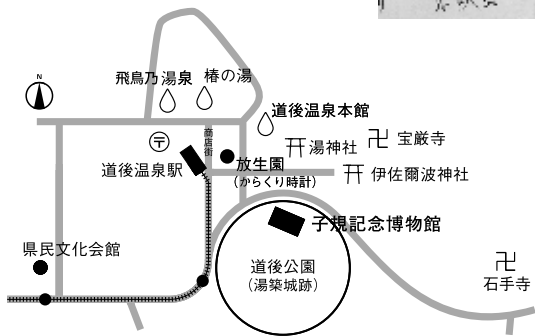 N
飛鳥乃湯泉
椿の湯
道後温泉本館
商店街
〒
湯神社
宝厳寺
道後温泉駅
放生園
(からくり時計)
伊佐爾波神社
子規記念博物館
県民文化会館
道後公園
(湯築城跡)
石手寺